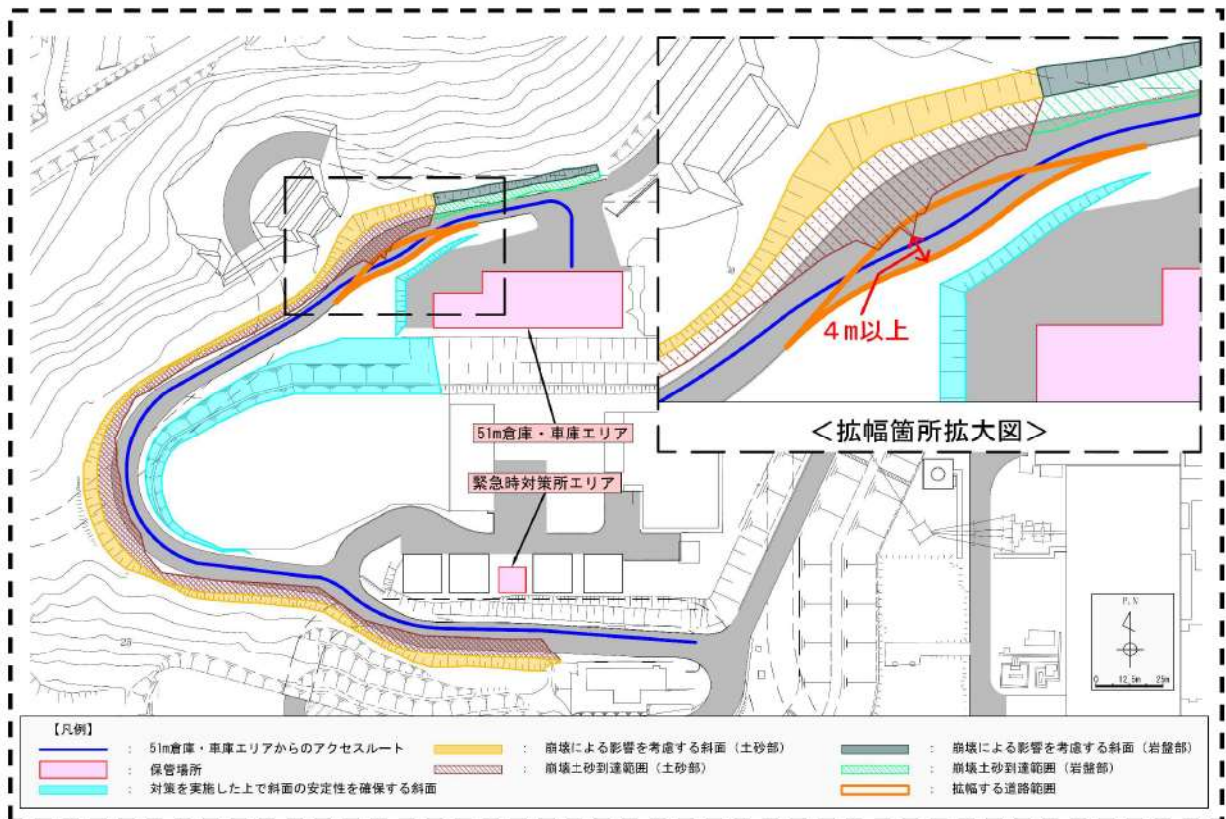 4m以上
＜拡幅箇所拡大図＞
51m倉庫・車庫エリア
緊急時対策所エリア
25
P.N
0 12.5m 25m
【凡例】
： 51m倉庫・車庫エリアからのアクセスルート
： 保管場所
： 対策を実施した上で斜面の安定性を確保する斜面
： 崩壊による影響を考慮する斜面（土砂部）
： 崩壊土砂到達範囲（土砂部）
： 崩壊による影響を考慮する斜面（岩盤部）
： 崩壊土砂到達範囲（岩盤部）
： 拡幅する道路範囲